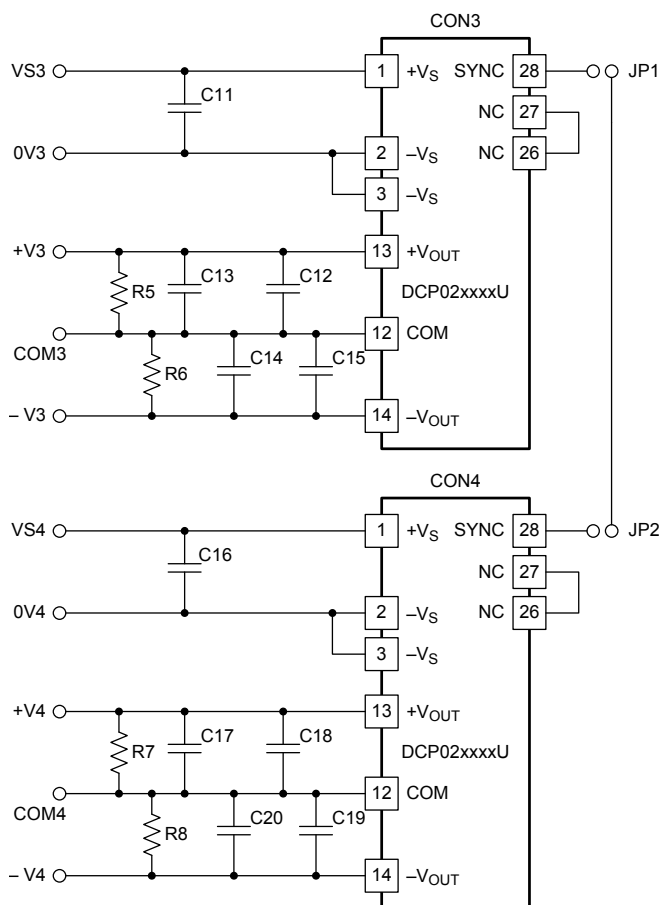 CON3
VS3
1
+VS
SYNC
28
JP1
C11
NC
27
0V3
2
–VS
NC
26
3
–VS
+V3
13
+VOUT
R5
C13
C12
DCP02xxxxU
COM3
12
COM
R6
C14
C15
– V3
14
–VOUT
CON4
VS4
1
+VS
SYNC
28
JP2
C16
NC
27
0V4
2
–VS
NC
26
3
–VS
+V4
13
+VOUT
R7
C17
C18
DCP02xxxxU
COM4
12
COM
R8
C20
C19
– V4
14
–VOUT